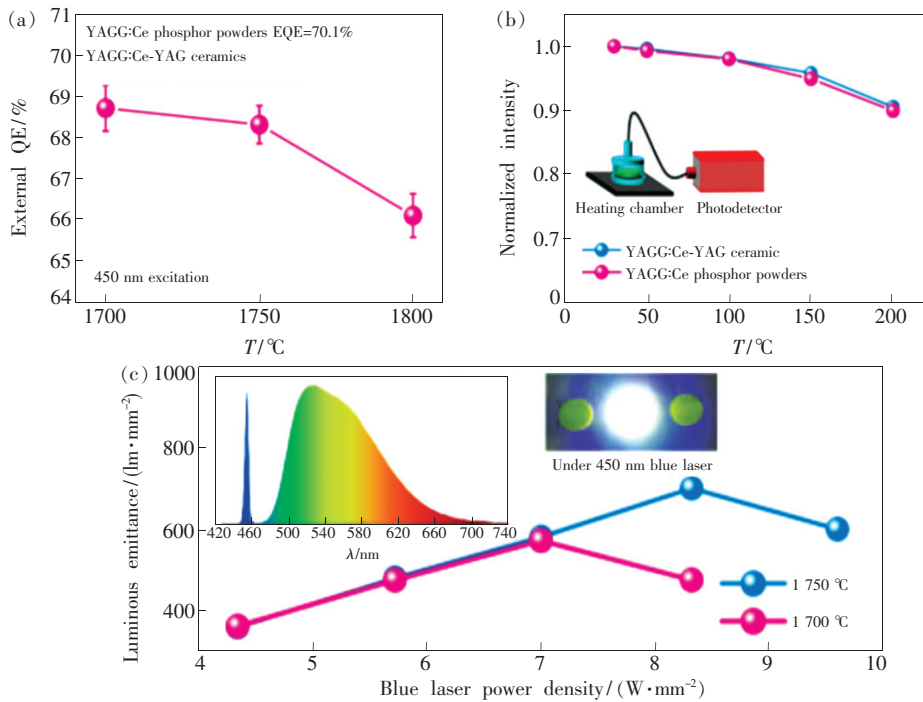 (a)
71
70
69
68
67
66
65
64
External QE/%
YAGG:Ce phosphor powders EQE=70.1%
YAGG:Ce-YAG ceramics
450 nm excitation
1700
1750
1800
T/℃
(b)
1.0
0.9
0.8
0.7
0
Normalized intensity
Heating chamber
Photodetector
YAGG:Ce-YAG ceramic
YAGG:Ce phosphor powders
0
50
100
150
200
T/℃
(c)
1000
800
600
400
Luminous emittance/(lm·mm⁻²)
420 460 500 540 580 620 660 700 740
λ/nm
Under 450 nm blue laser
1 750 ℃
1 700 ℃
4 5 6 7 8 9 10
Blue laser power density/(W·mm⁻²)